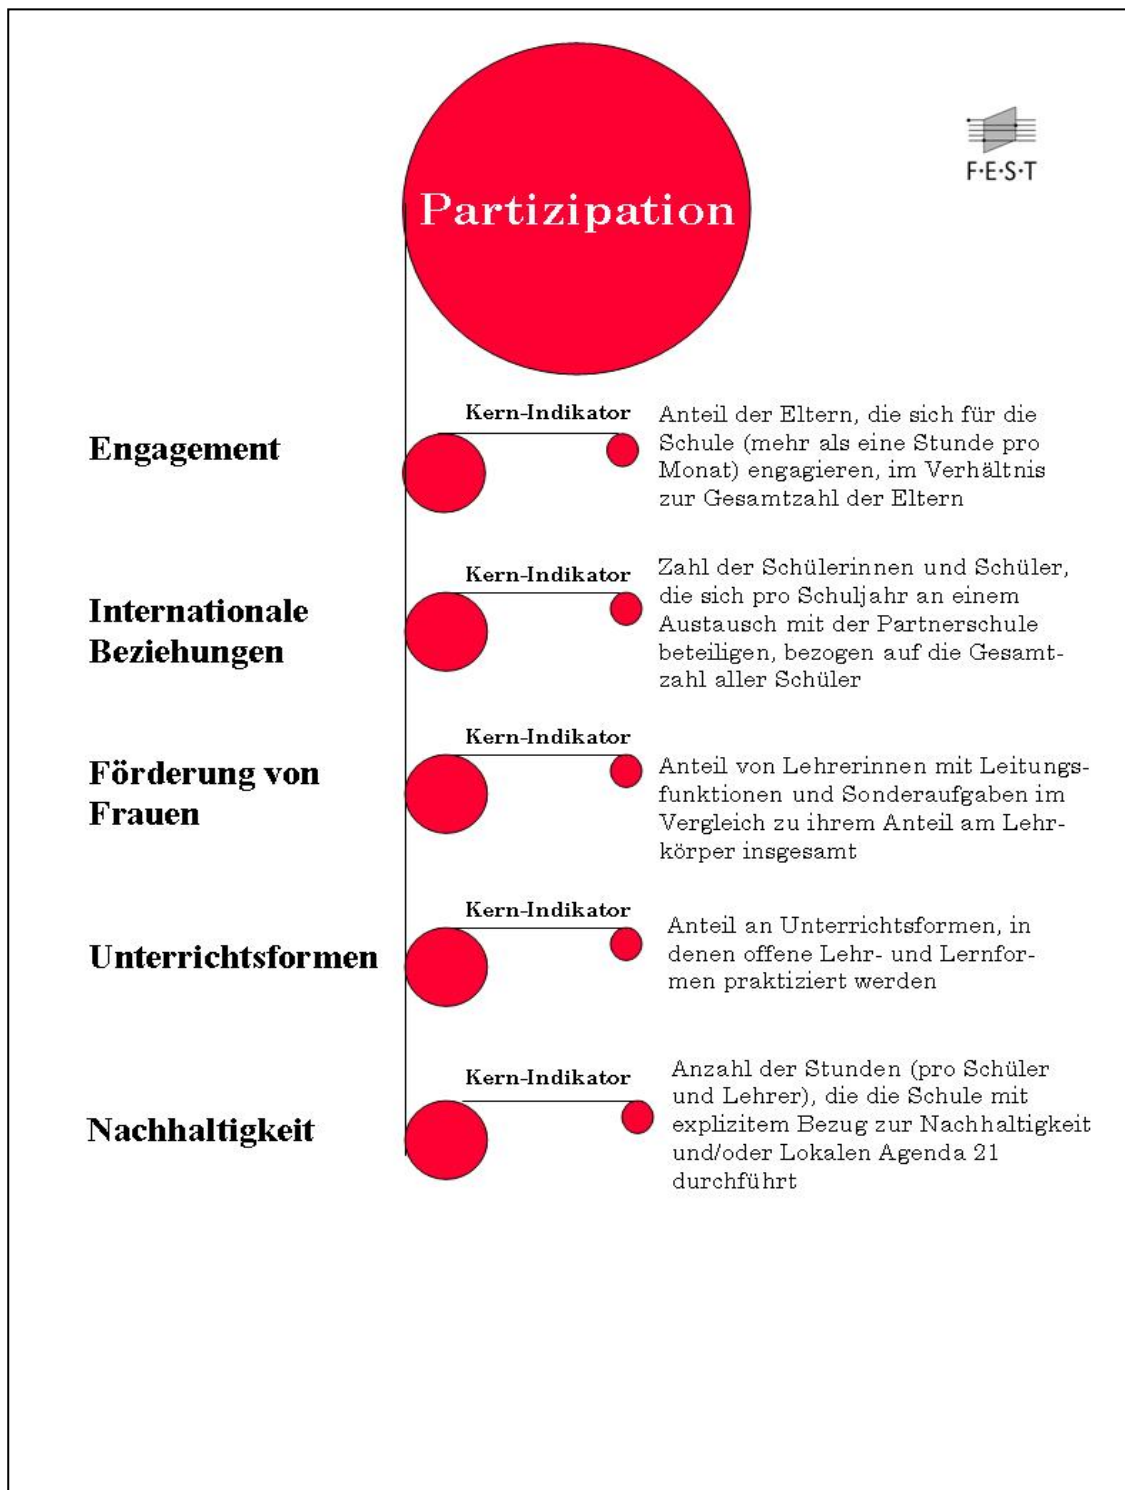 F·E·S·T
Partizipation
Engagement
Kern-Indikator
Anteil der Eltern, die sich für die
Schule (mehr als eine Stunde pro
Monat) engagieren, im Verhältnis
zur Gesamtzahl der Eltern
Internationale
Beziehungen
Kern-Indikator
Zahl der Schülerinnen und Schüler,
die sich pro Schuljahr an einem
Austausch mit der Partnerschule
beteiligen, bezogen auf die Gesamt-
zahl aller Schüler
Förderung von
Frauen
Kern-Indikator
Anteil von Lehrerinnen mit Leitungs-
funktionen und Sonderaufgaben im
Vergleich zu ihrem Anteil am Lehr-
körper insgesamt
Unterrichtsformen
Kern-Indikator
Anteil an Unterrichtsformen, in
denen offene Lehr- und Lernfor-
men praktiziert werden
Nachhaltigkeit
Kern-Indikator
Anzahl der Stunden (pro Schüler
und Lehrer), die die Schule mit
explizitem Bezug zur Nachhaltigkeit
und/oder Lokalen Agenda 21
durchführt